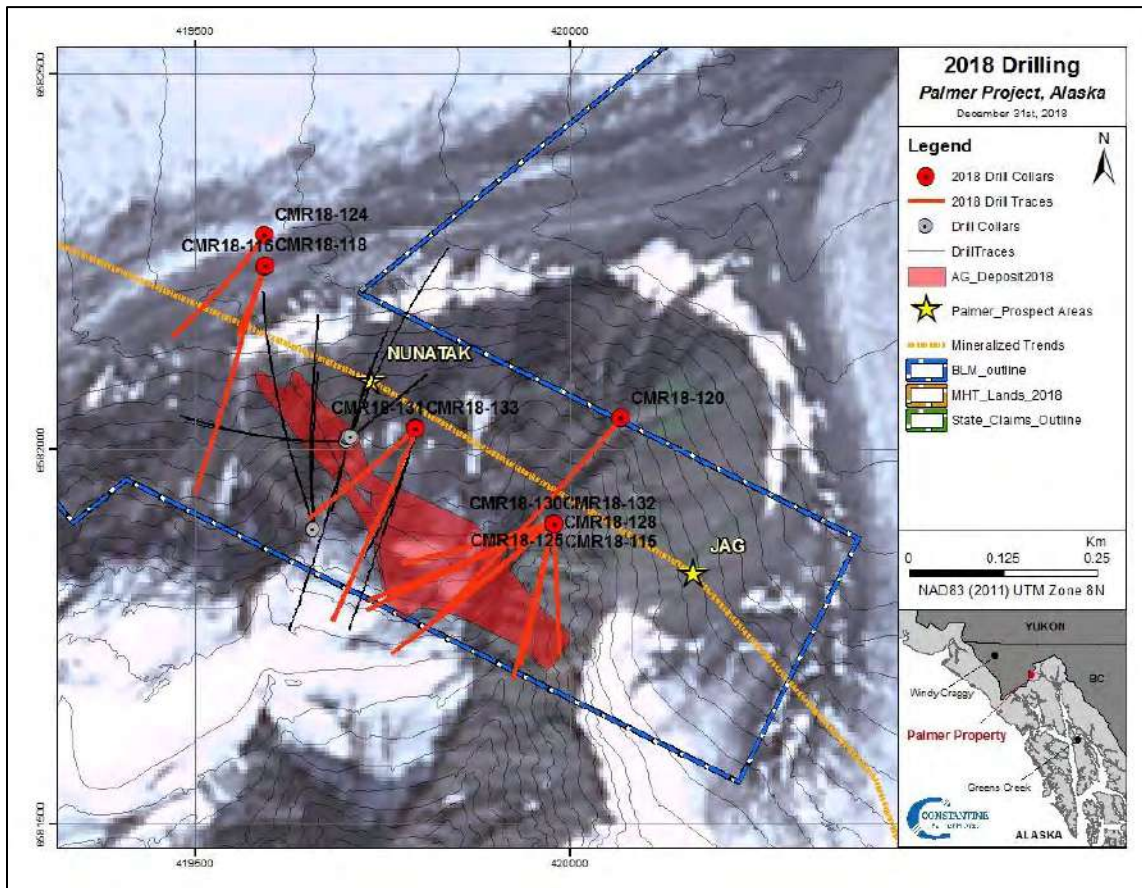 419500
420000
6582500
6582000
6581500
419500
420000
CMR18-124
CMR18-118
NUNATAK
CMR18-131 CMR18-133
CMR18-120
CMR18-130 CMR18-132
CMR18-128
CMR18-125 CMR18-115
JAG
2018 Drilling
Palmer Project, Alaska
December 31st, 2018
Legend
N
2018 Drill Collars
2018 Drill Traces
Drill Collars
DrillTraces
AG_Deposit2018
Palmer_Prospect Areas
Mineralized Trends
BLM_outline
MHT_Lands_2018
State_Claims_Outline
Km
0 0.125 0.25
NAD83 (2011) UTM Zone 8N
YUKON
BC
Windy Craggy
Palmer Property
Greens Creek
ALASKA
CONSTANTINE